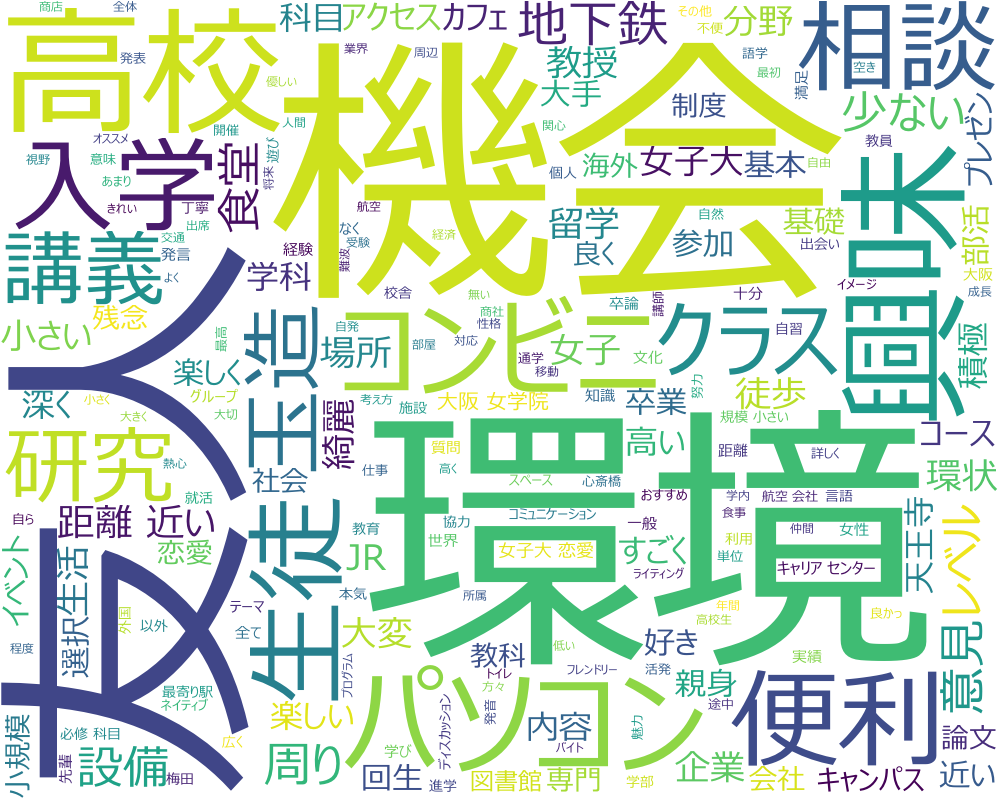 商店
全体
科目
アクセス
カフェ
地下鉄
その他
不便
分野
相談
高校
発表
業界
周辺
語学
空き
優しい
教授
大手
最初
満足
機会
人間
制度
少ない
プレゼン
オススメ
開催
関心
視野
意味
遊び
海外
女子大
基本
教員
自由
入学
食堂
将来
個人
興味
あまり
きれい
丁寧
航空
留学
自然
基礎
部活
出席
交通
なく
経済
受験
参加
出会い
講義
発言
経験
難波
良く
大阪
よく
学科
校舎
無い
卒論
講師
十分
イメージ
成長
残念
商社
性格
コンビニ
クラス
小さい
最高
玉造
自発
自習
積極
場所
部屋
対応
通学
移動
女子
文化
楽しく
努力
女人
深く
小さく
グループ
大きく
大切
考え方
施設
大阪 女学院
知識
卒業
徒歩
規模 小さい
綺麗
コース
研究
熱心
質問
高い
距離
詳しく
社会
仕事
高く
スペース
心斎橋
環状
就活
環境
おすすめ
学内
航空 会社 言語
自ら
距離 近い
生徒
コミュニケーション
食事
天王寺
教育
協力
一般
仲間
女性
レベル
恋愛
JR
世界
女子大 恋愛
すごく
単位
利用
イベント
選択生活
本気
ライティング
キャリア センター
外国
テーマ
所属
年間
高校生
良かっ
以外
全て
大変
意見
程度
プログラム
教科
低い
好き
実績
トイレ
フレンドリー
活発
最寄り駅
ネイティブ
パソコン
親身
便利
方々
途中
小規模
楽しい
発音
内容
魅力
論文
必修 科目
広く
周り
ディスカッション
バイト
設備
学び
企業
先輩
梅田
回生
進学
図書館
専門
学部
会社
キャンパス
近い